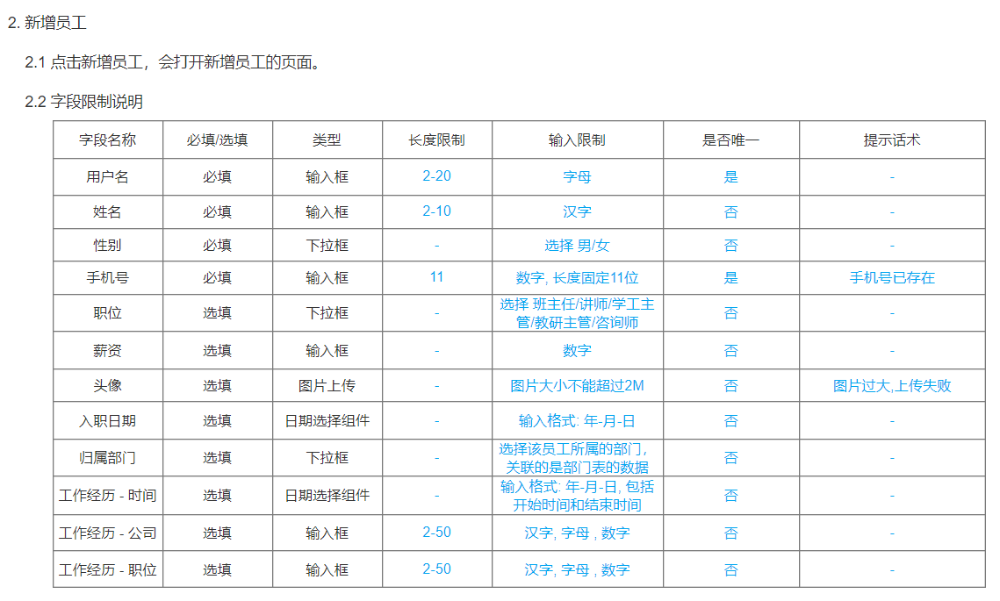 2. 新增员工
2.1 点击新增员工，会打开新增员工的页面。
2.2 字段限制说明
字段名称 必填/选填 类型 长度限制 输入限制 是否唯一 提示话术
用户名 必填 输入框 2-20 字母 是 -
姓名 必填 输入框 2-10 汉字 否 -
性别 必填 下拉框 - 选择 男/女 否 -
手机号 必填 输入框 11 数字, 长度固定11位 是 手机号已存在
职位 选填 下拉框 - 选择 班主任/讲师/学工主
管/教研主管/咨询师 否 -
薪资 选填 输入框 - 数字 否 -
头像 选填 图片上传 - 图片大小不能超过2M 否 图片过大,上传失败
入职日期 选填 日期选择组件 - 输入格式: 年-月-日 否 -
归属部门 选填 下拉框 - 选择该员工所属的部门，
关联的是部门表的数据 否 -
工作经历 - 时间 选填 日期选择组件 - 输入格式: 年-月-日, 包括
开始时间和结束时间 否 -
工作经历 - 公司 选填 输入框 2-50 汉字, 字母 , 数字 否 -
工作经历 - 职位 选填 输入框 2-50 汉字, 字母 , 数字 否 -